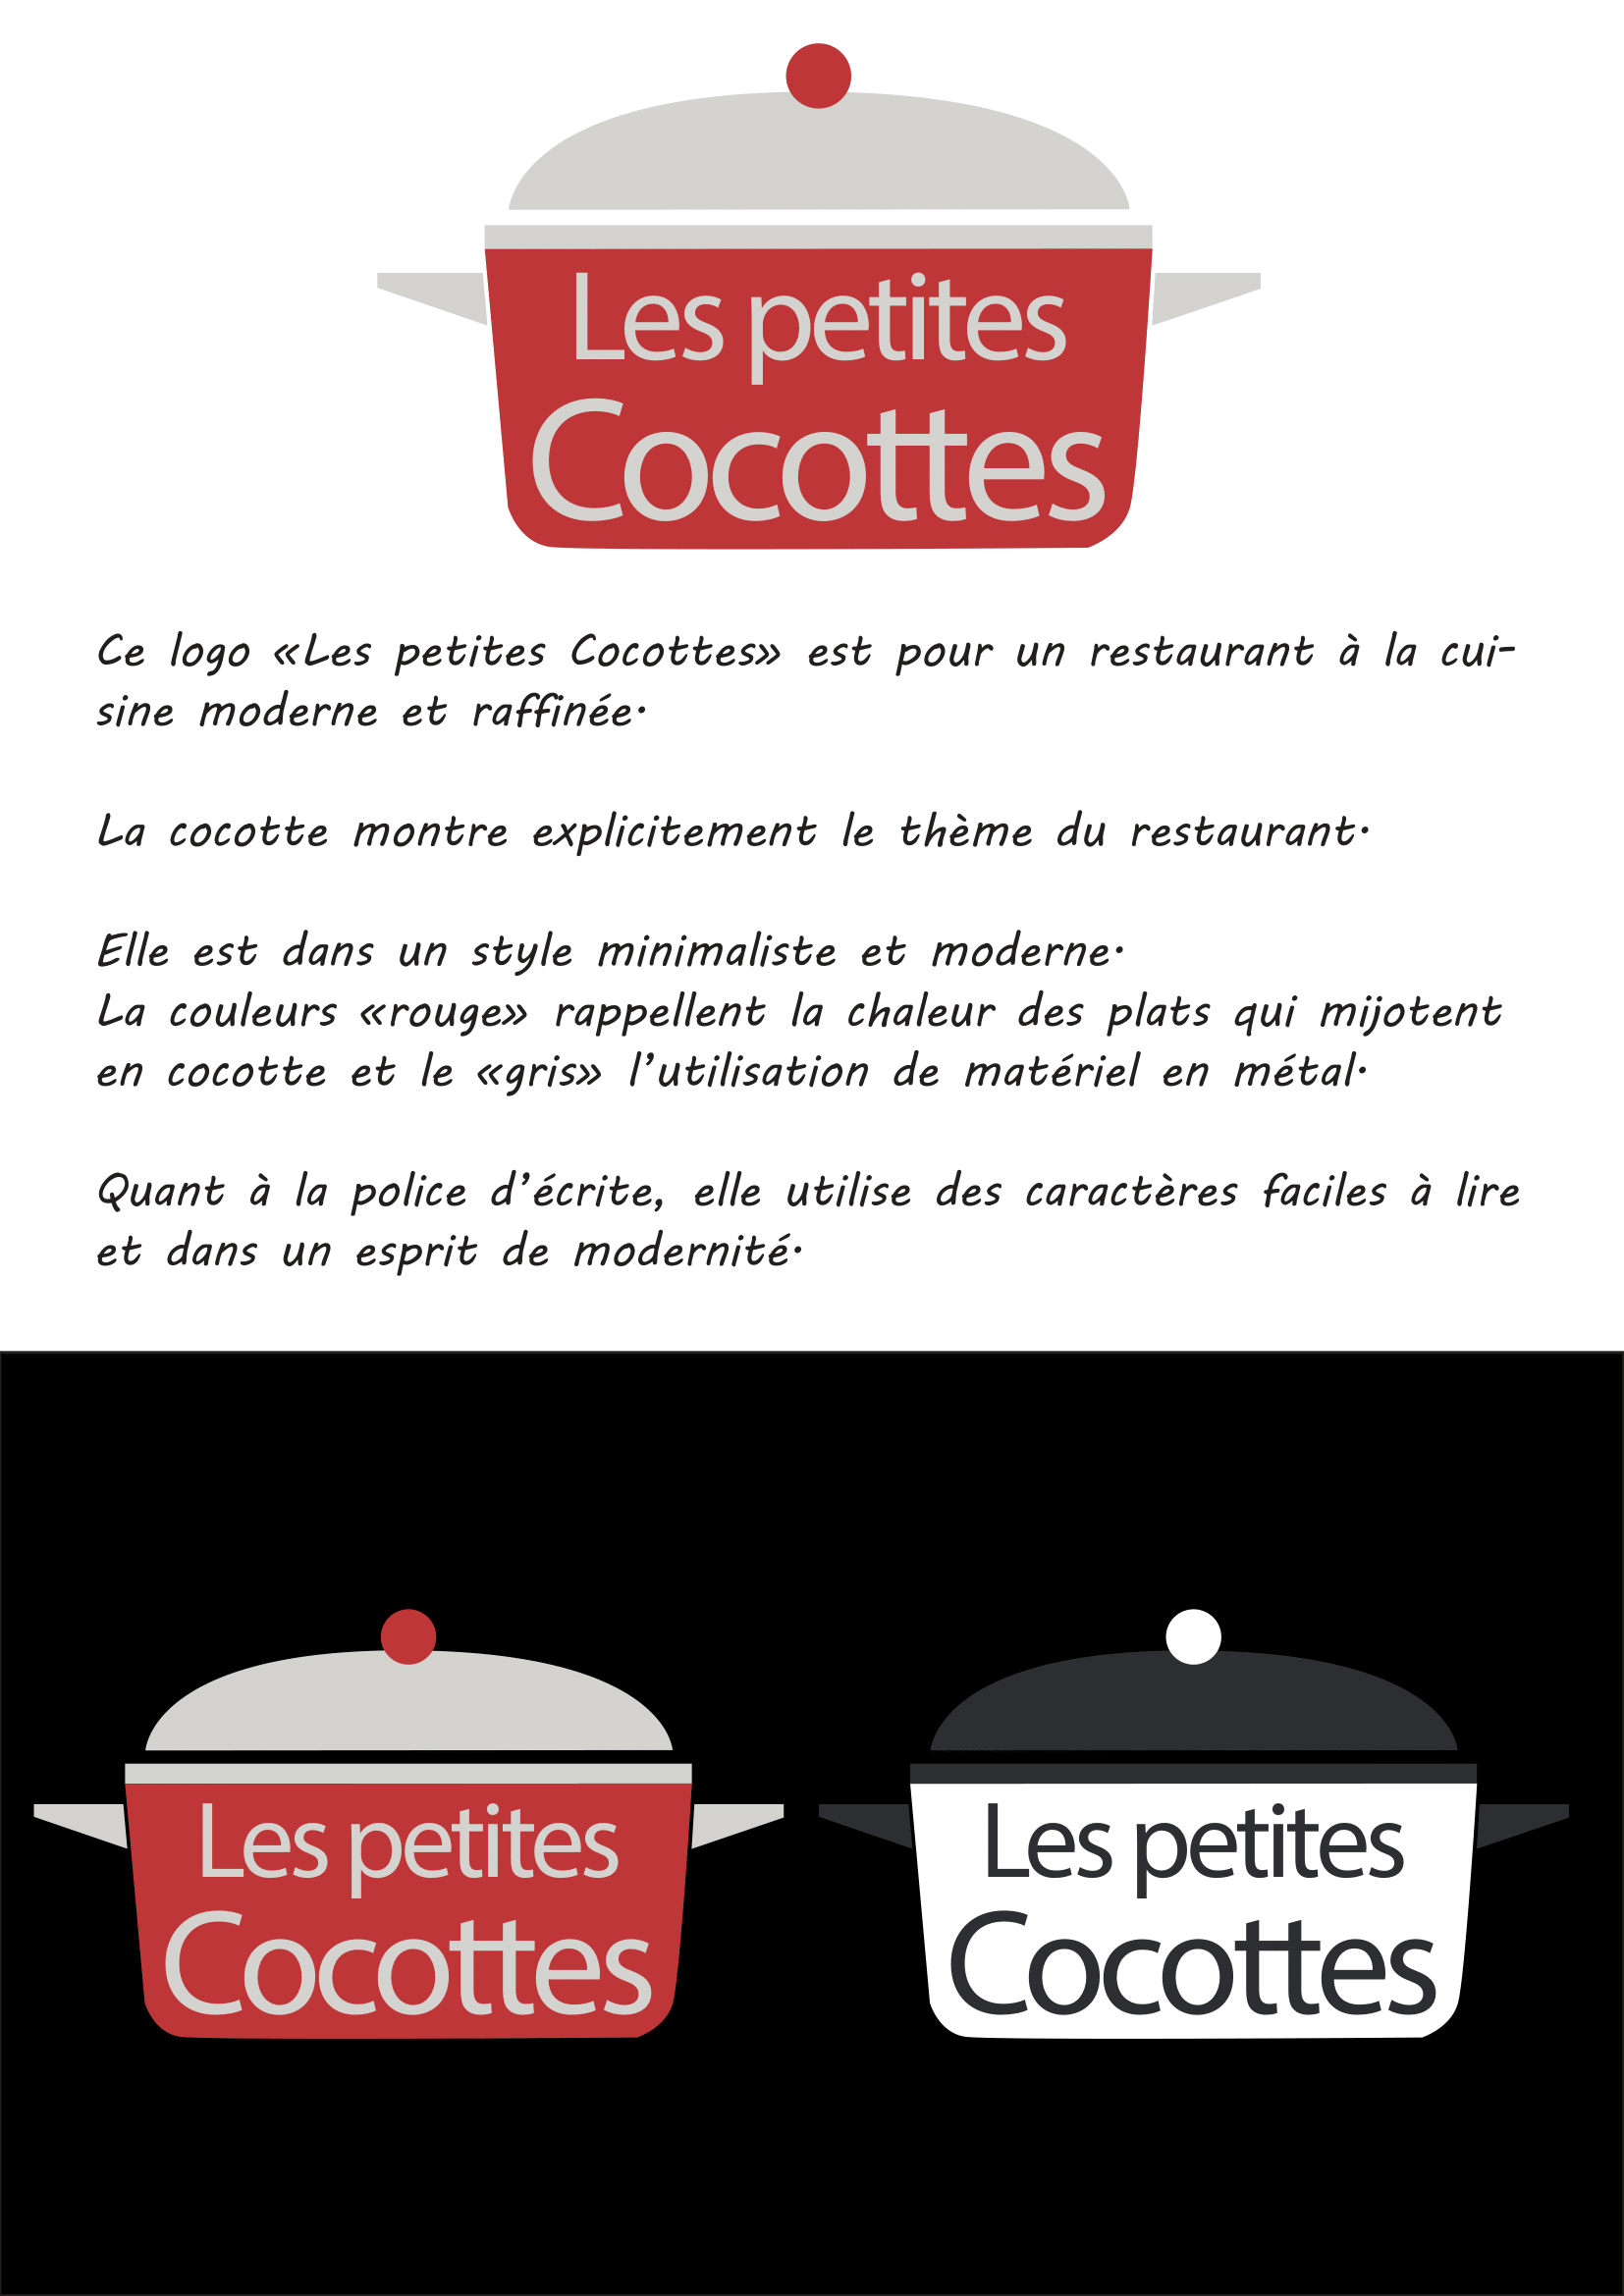 Les petites
Cocottes
Ce logo «Les petites Cocottes» est pour un restaurant à la cui-
sine moderne et raffinée.
La cocotte montre explicitement le thème du restaurant.
Elle est dans un style minimaliste et moderne.
La couleurs «rouge» rappellent la chaleur des plats qui mijotent
en cocotte et le «gris» l’utilisation de matériel en métal.
Quant à la police d’écrite, elle utilise des caractères faciles à lire
et dans un esprit de modernité.
Les petites
Cocottes
Les petites
Cocottes